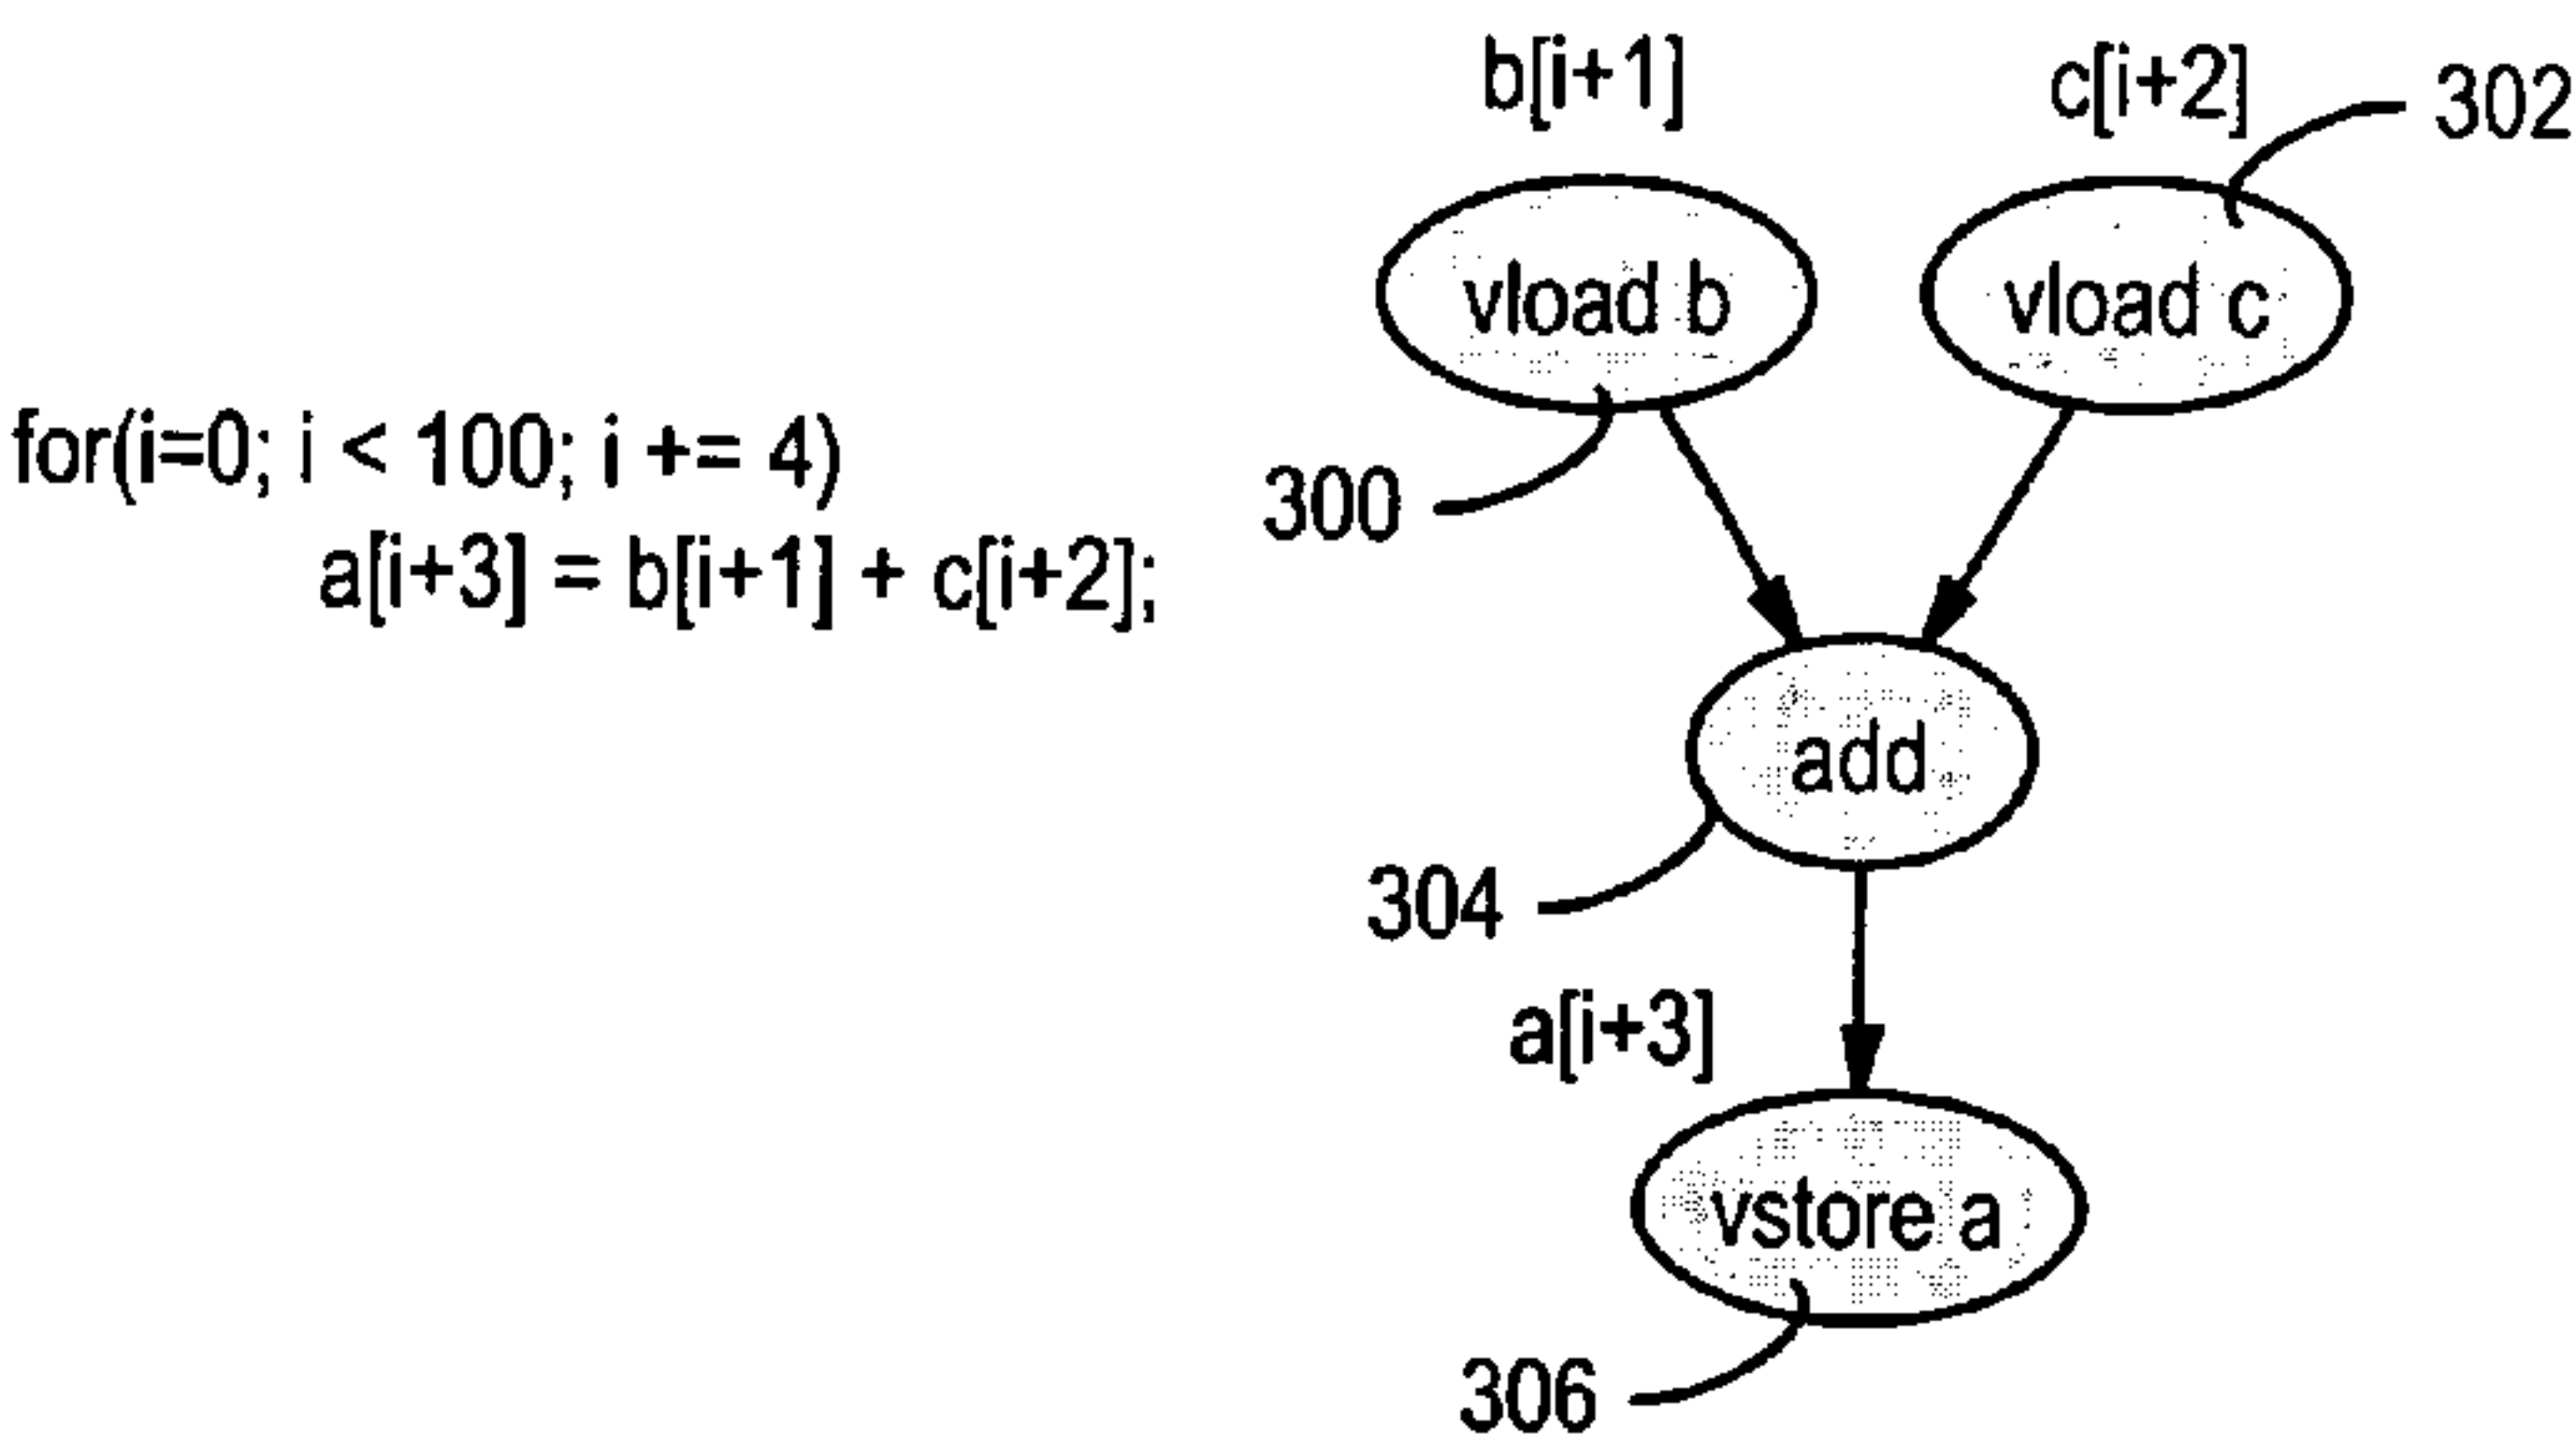 b[i+1]
c[i+2]
302
vload b
vload c
for(i=0; i < 100; i += 4)
300
a[i+3] = b[i+1] + c[i+2];
add
304
a[i+3]
vstore a
306